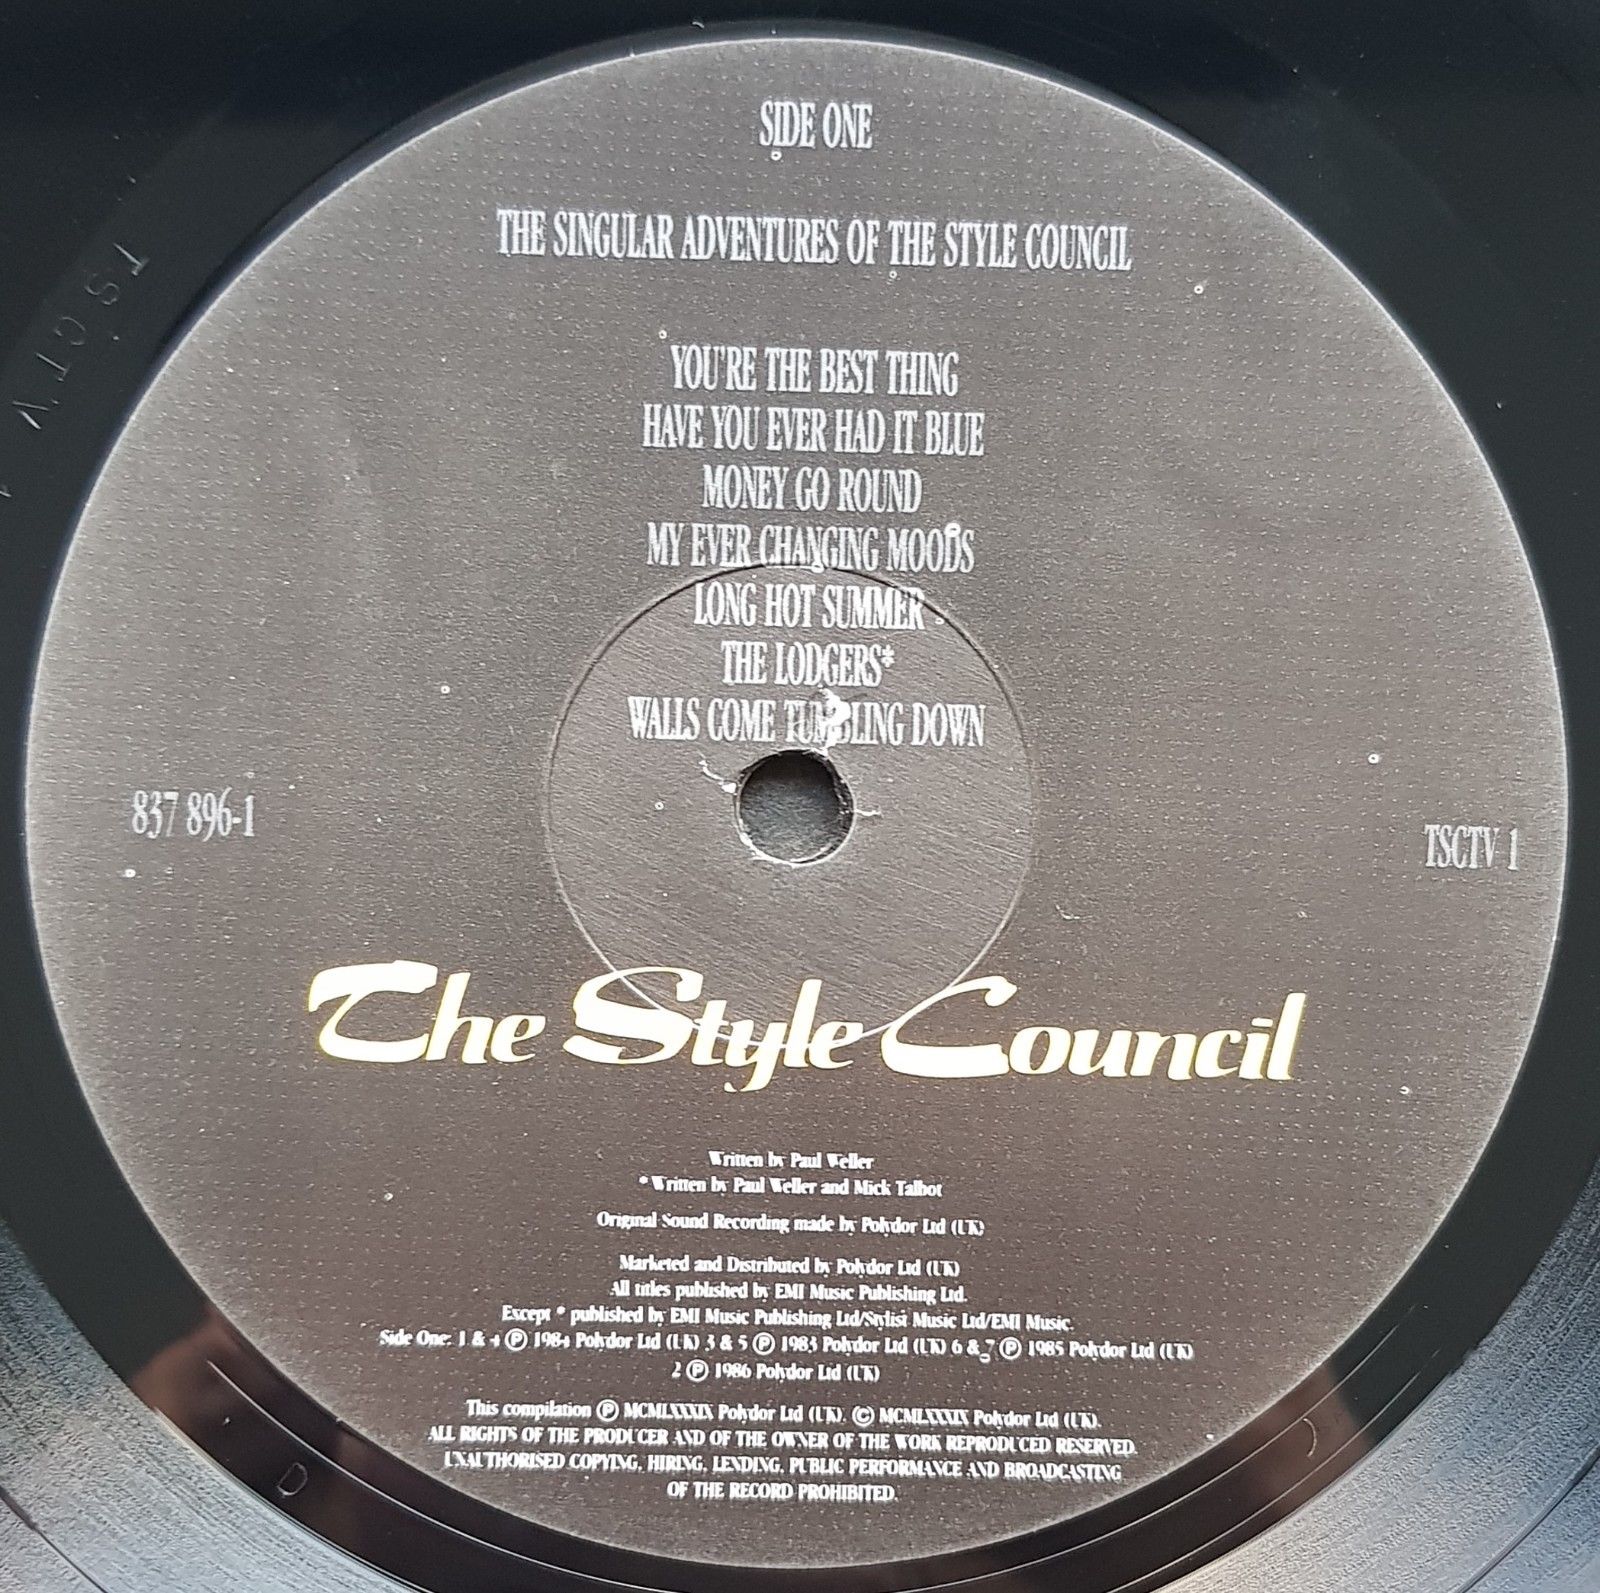 SIDE ONE
THE SINGULAR ADVENTURES OF THE STYLE COUNCIL
YOU'RE THE BEST THING
HAVE YOU EVER HAD IT BLUE
MONEY GO ROUND
MY EVER CHANGING MOODS
LONG HOT SUMMER
THE LODGERS*
WALLS COME TUMBLING DOWN
837 896-1
TSCTV 1
The Style Council
Written by Paul Weller
* Written by Paul Weller and Mick Talbot
Original Sound Recording made by Polydor Ltd (UK)
Marketed and Distributed by Polydor Ltd (UK)
All titles published by EMI Music Publishing Ltd.
Except * published by EMI Music Publishing Ltd/Stylist Music Ltd/EMI Music.
Side One: 1 & 4 ℗ 1984 Polydor Ltd (UK) 3 & 5 ℗ 1983 Polydor Ltd (UK) 6 & 7 ℗ 1985 Polydor Ltd (UK)
2 ℗ 1986 Polydor Ltd (UK)
This compilation ℗ MCMLXXXIX Polydor Ltd (UK). © MCMLXXXIX Polydor Ltd (UK).
ALL RIGHTS OF THE PRODUCER AND OF THE OWNER OF THE WORK REPRODUCED RESERVED.
UNAUTHORISED COPYING, HIRING, LENDING, PUBLIC PERFORMANCE AND BROADCASTING
OF THE RECORD PROHIBITED.
TSCTV
D